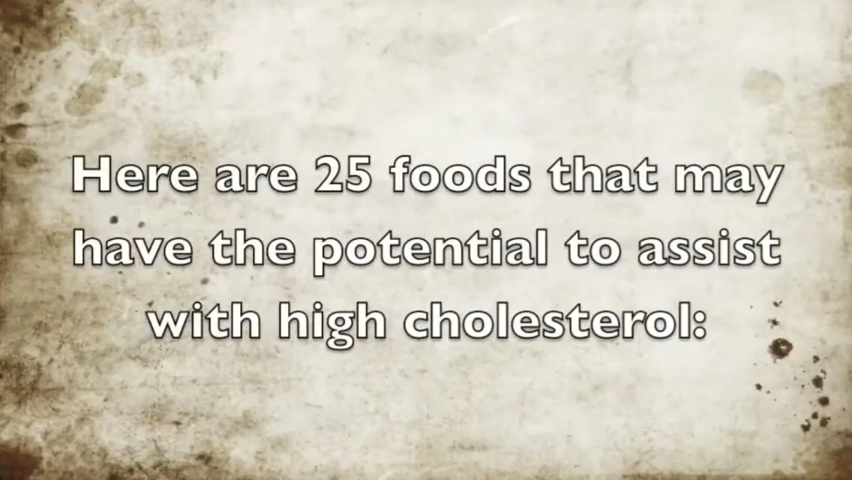 Here are 25 foods that may
have the potential to assist
with high cholesterol: